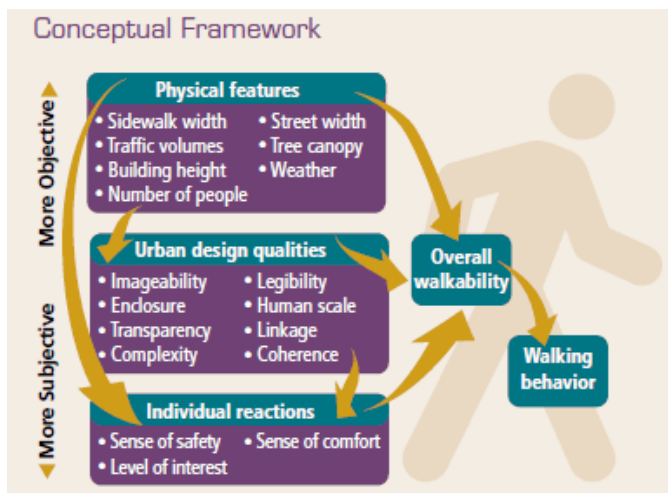 Conceptual Framework
More Objective
More Subjective
Physical features
• Sidewalk width • Street width
• Traffic volumes • Tree canopy
• Building height • Weather
• Number of people
Urban design qualities
• Imageability • Legibility
• Enclosure • Human scale
• Transparency • Linkage
• Complexity • Coherence
Individual reactions
• Sense of safety • Sense of comfort
• Level of interest
Overall
walkability
Walking
behavior